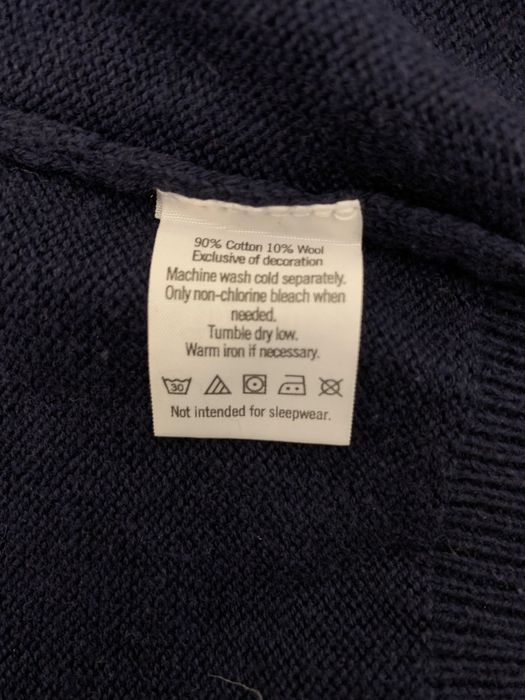 90% Cotton 10% Wool
Exclusive of decoration
Machine wash cold separately.
Only non-chlorine bleach when
needed.
Tumble dry low.
Warm iron if necessary.
30
Not intended for sleepwear.